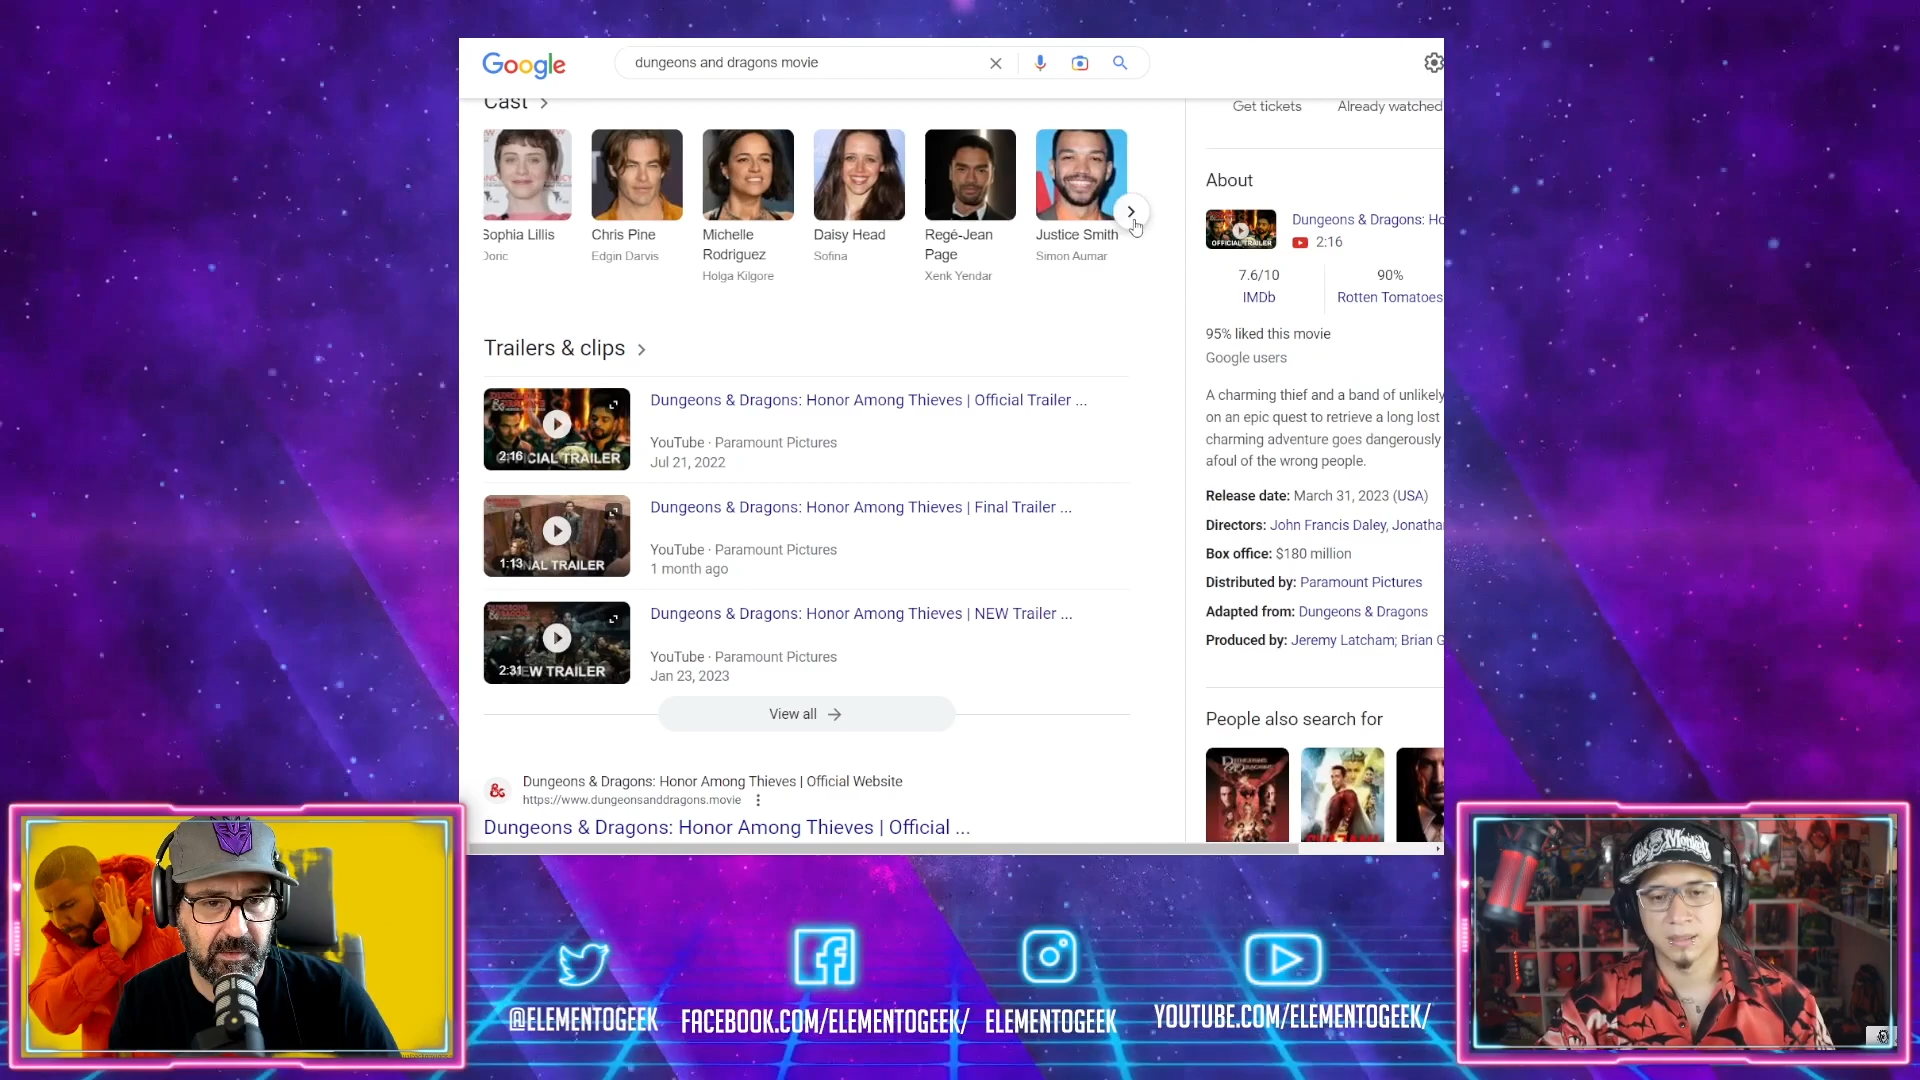 Google
dungeons and dragons movie
Cast
Get tickets
Already watched
Sophia Lillis
Doric
Chris Pine
Edgin Darvis
Michelle
Rodriguez
Holga Kilgore
Daisy Head
Sofina
Regé-Jean
Page
Xenk Yendar
Justice Smith
Simon Aumar
About
OFFICIAL TRAILER
Dungeons & Dragons: Ho
2:16
7.6/10
IMDb
90%
Rotten Tomatoes
95% liked this movie
Google users
A charming thief and a band of unlikely
on an epic quest to retrieve a long lost
charming adventure goes dangerously
afoul of the wrong people.
Release date: March 31, 2023 (USA)
Directors: John Francis Daley, Jonatha
Box office: $180 million
Distributed by: Paramount Pictures
Adapted from: Dungeons & Dragons
Produced by: Jeremy Latcham; Brian G
People also search for
Trailers & clips
2:16
CIAL TRAILER
Dungeons & Dragons: Honor Among Thieves | Official Trailer ...
YouTube · Paramount Pictures
Jul 21, 2022
1:13
NAL TRAILER
Dungeons & Dragons: Honor Among Thieves | Final Trailer ...
YouTube · Paramount Pictures
1 month ago
2:31
W TRAILER
Dungeons & Dragons: Honor Among Thieves | NEW Trailer ...
YouTube · Paramount Pictures
Jan 23, 2023
View all
Dungeons & Dragons: Honor Among Thieves | Official Website
https://www.dungeonsanddragons.movie
Dungeons & Dragons: Honor Among Thieves | Official ...
@ELEMENTOGEEK
FACEBOOK.COM/ELEMENTOGEEK/
ELEMENTOGEEK
YOUTUBE.COM/ELEMENTOGEEK/